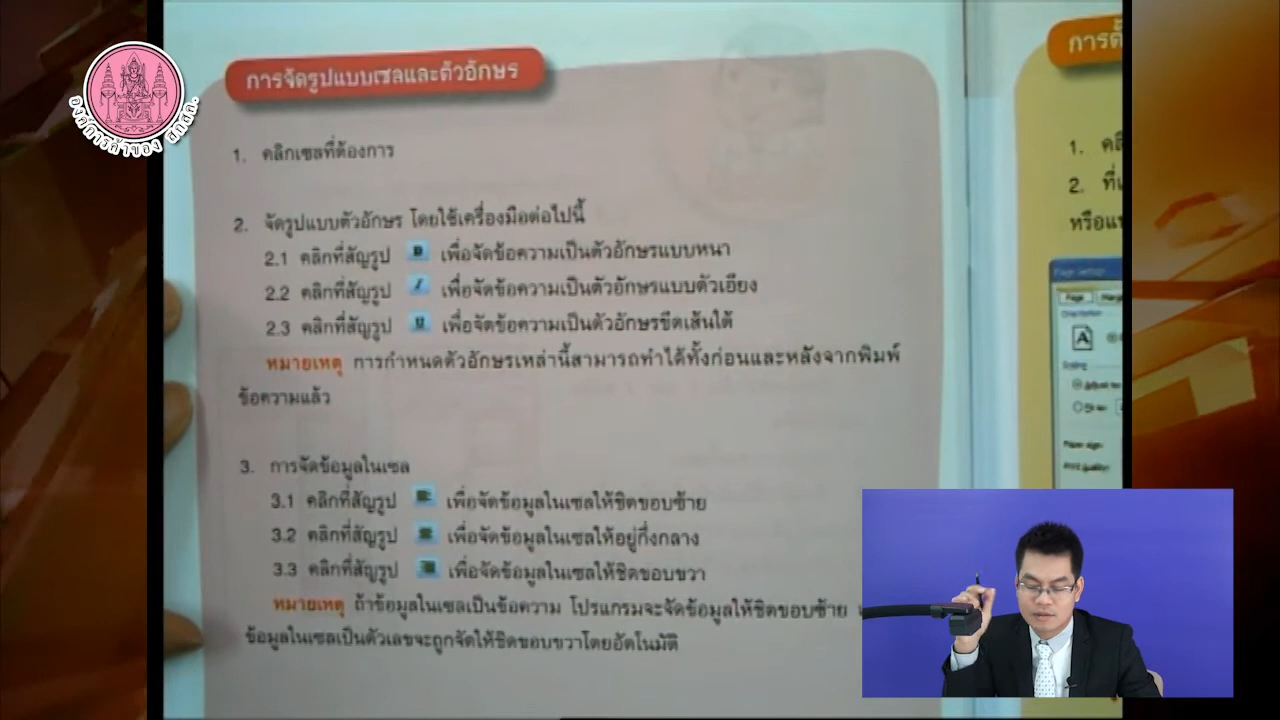 องค์การค้าของ สกสค.
การจัดรูปแบบเซลและตัวอักษร
1. คลิกเซลที่ต้องการ
2. จัดรูปแบบตัวอักษร โดยใช้เครื่องมือต่อไปนี้
2.1 คลิกที่สัญรูป B เพื่อจัดข้อความเป็นตัวอักษรแบบหนา
2.2 คลิกที่สัญรูป I เพื่อจัดข้อความเป็นตัวอักษรแบบตัวเอียง
2.3 คลิกที่สัญรูป U เพื่อจัดข้อความเป็นตัวอักษรขีดเส้นใต้
หมายเหตุ การกำหนดตัวอักษรเหล่านี้สามารถทำได้ทั้งก่อนและหลังจากพิมพ์
ข้อความแล้ว
3. การจัดข้อมูลในเซล
3.1 คลิกที่สัญรูป เพื่อจัดข้อมูลในเซลให้ชิดขอบซ้าย
3.2 คลิกที่สัญรูป เพื่อจัดข้อมูลในเซลให้อยู่กึ่งกลาง
3.3 คลิกที่สัญรูป เพื่อจัดข้อมูลในเซลให้ชิดขอบขวา
หมายเหตุ ถ้าข้อมูลในเซลเป็นข้อความ โปรแกรมจะจัดข้อมูลให้ชิดขอบซ้าย
ข้อมูลในเซลเป็นตัวเลขจะถูกจัดให้ชิดขอบขวาโดยอัตโนมัติ
1.
2.
Page Setup
Page
Orientation
A
Scaling
Paper size:
Print quality: